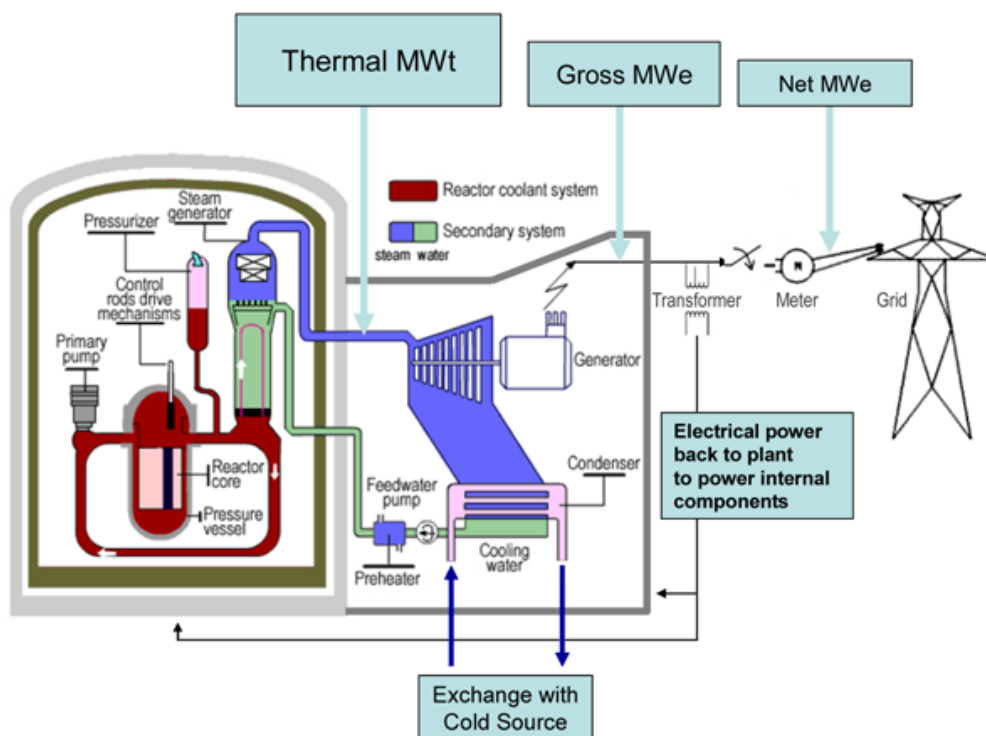 Thermal MWt
Gross MWe
Net MWe
Reactor coolant system
Secondary system
steam water
Steam
generator
Pressurizer
Control
rods drive
mechanisms
Primary
pump
Reactor
core
Pressure
vessel
Generator
Transformer
Meter
M
Grid
Electrical power
back to plant
to power internal
components
Condenser
Feedwater
pump
Preheater
Cooling
water
Exchange with
Cold Source